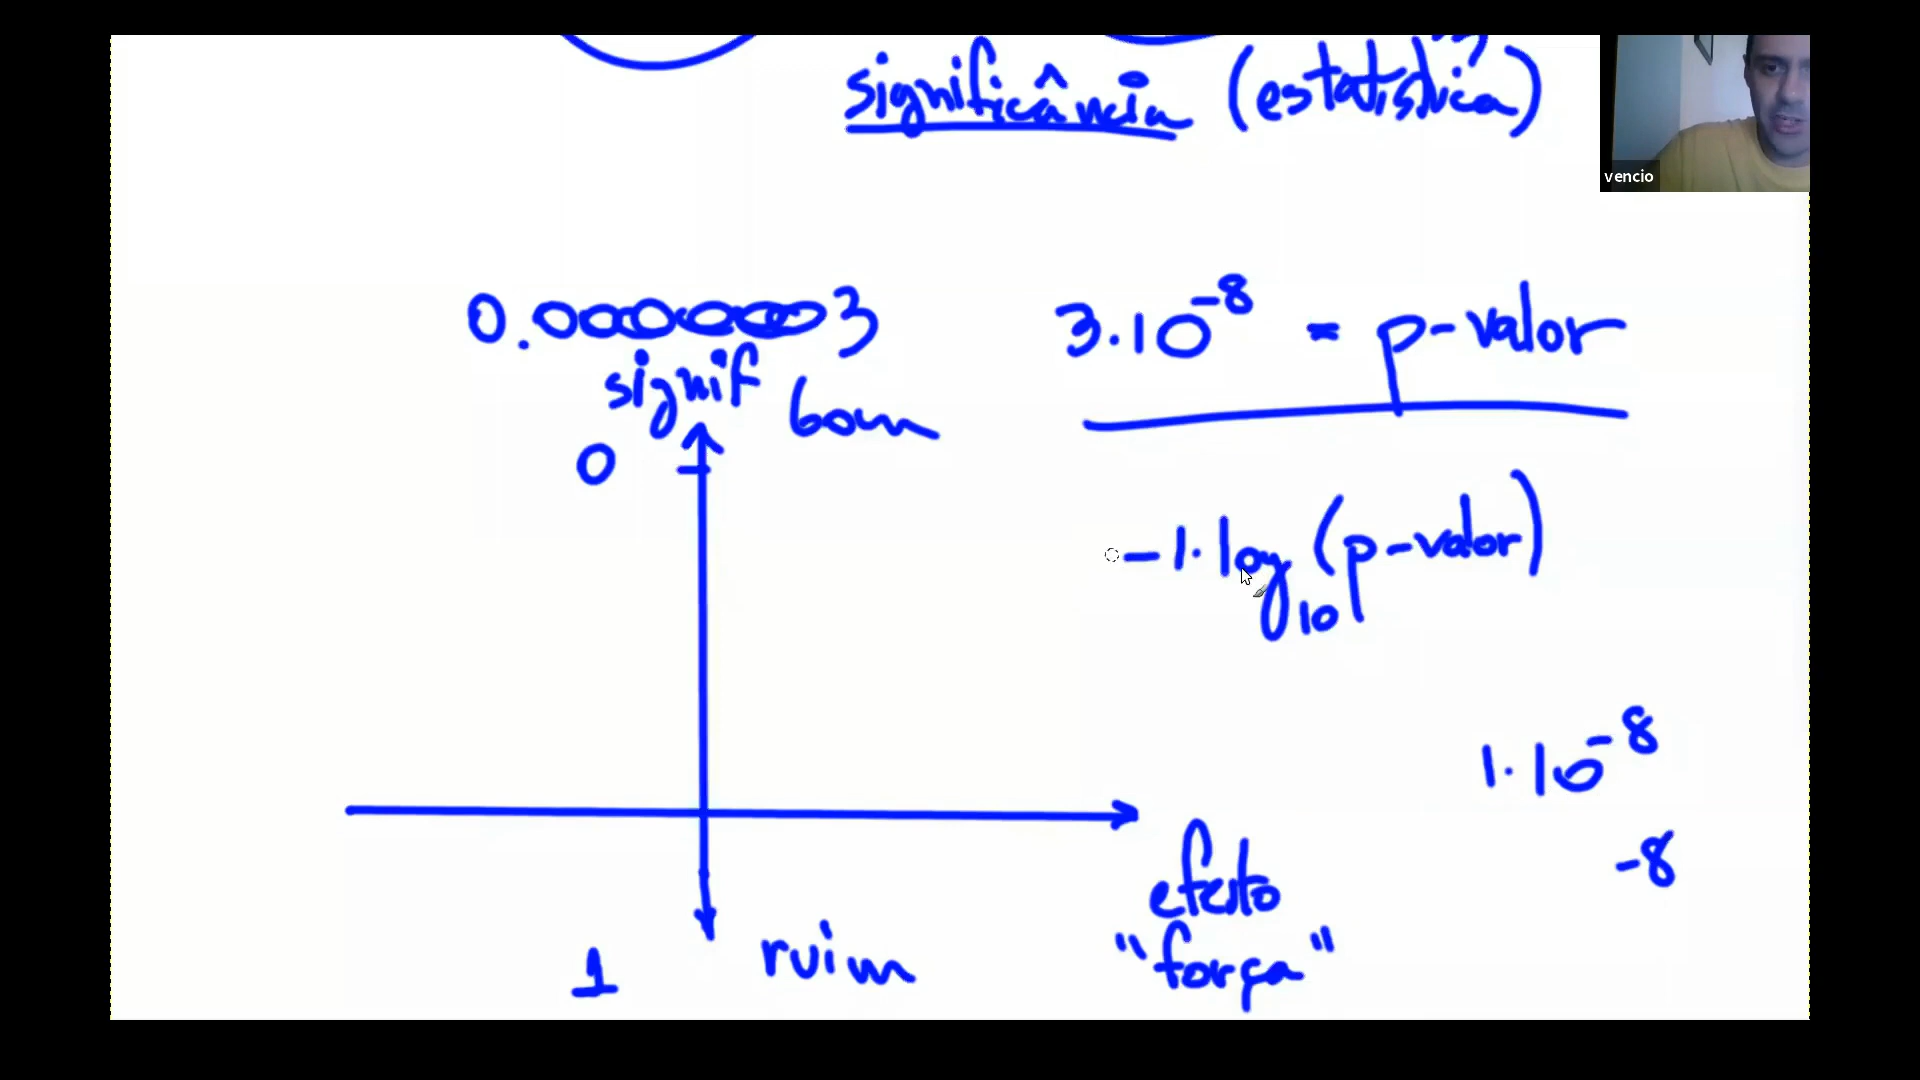 significância (estatística)
vencio
0.00000003
3.10^-8 = p-valor
signif bom
0
-1.log10 (p-valor)
1.10^-8
-8
efeito
"força"
1 ruim